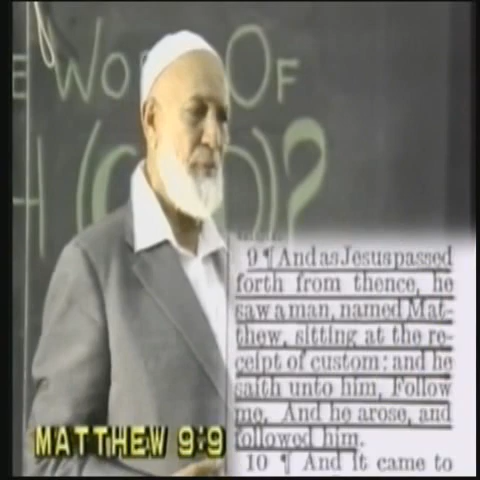 E WORD OF
H (GOD)?
9 ¶ And as Jesus passed
forth from thence, he
saw a man, named Mat-
thew, sitting at the re-
ceipt of custom: and he
saith unto him, Follow
me. And he arose, and
followed him.
10 ¶ And it came to
MATTHEW 9:9